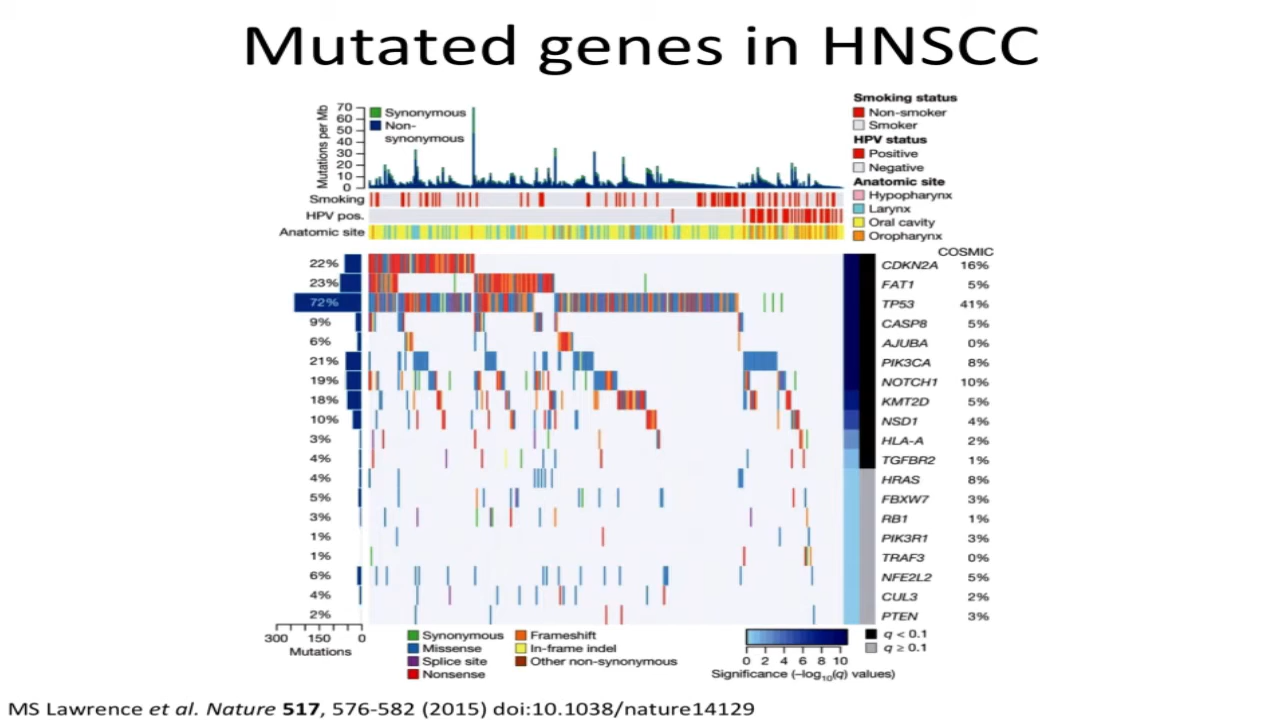 Mutated genes in HNSCC
Mutations per Mb
70
60
50
40
30
20
10
0
Synonymous
Non-
synonymous
Smoking status
Non-smoker
Smoker
HPV status
Positive
Negative
Anatomic site
Hypopharynx
Larynx
Oral cavity
Oropharynx
Smoking
HPV pos.
Anatomic site
COSMIC
22% CDKN2A 16%
23% FAT1 5%
72% TP53 41%
9% CASP8 5%
6% AJUBA 0%
21% PIK3CA 8%
19% NOTCH1 10%
18% KMT2D 5%
10% NSD1 4%
3% HLA-A 2%
4% TGFBR2 1%
4% HRAS 8%
5% FBXW7 3%
3% RB1 1%
1% PIK3R1 3%
1% TRAF3 0%
6% NFE2L2 5%
4% CUL3 2%
2% PTEN 3%
300 150 0
Mutations
Synonymous
Missense
Splice site
Nonsense
Frameshift
In-frame indel
Other non-synonymous
0 2 4 6 8 10
Significance (–log10(q) values)
q < 0.1
q ≥ 0.1
MS Lawrence et al. Nature 517, 576-582 (2015) doi:10.1038/nature14129